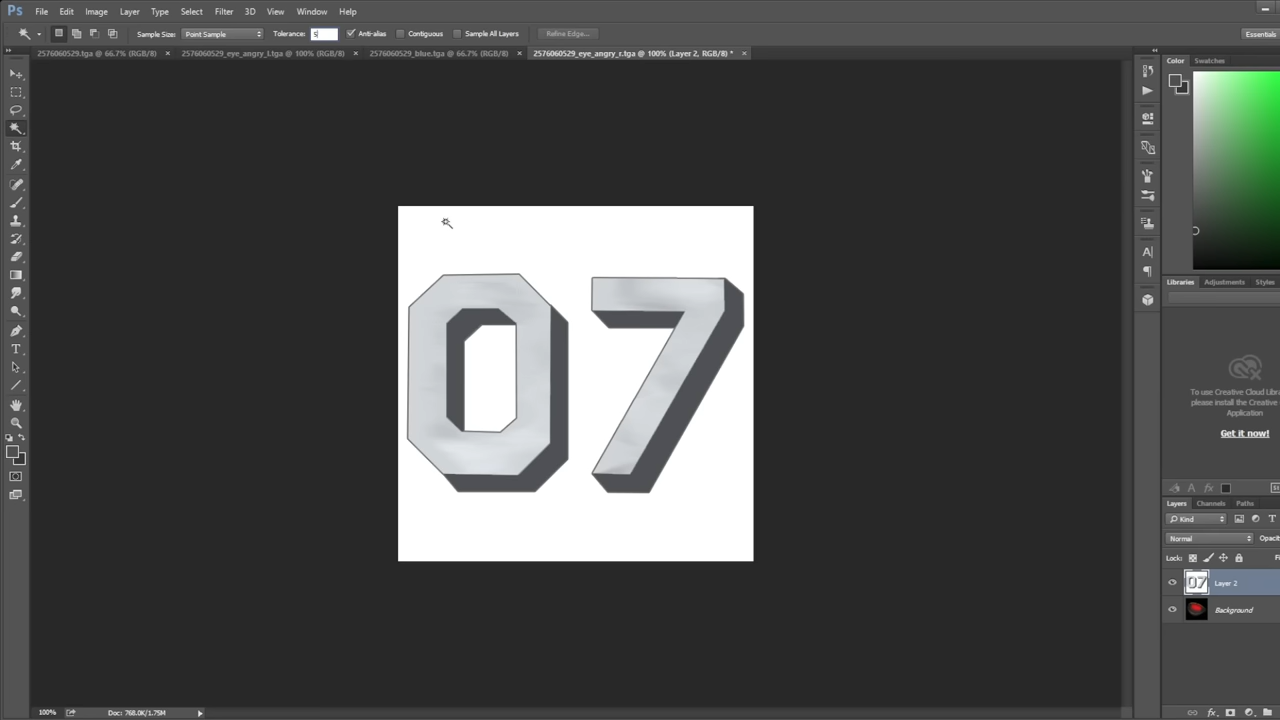 Ps File Edit Image Layer Type Select Filter 3D View Window Help
Sample Size: Point Sample Tolerance: 5 Anti-alias Contiguous Sample All Layers Refine Edge... Essentials
2576060529.tga @ 66.7% (RGB/8) × 2576060529_eye_angry_l.tga @ 100% (RGB/8) × 2576060529_blue.tga @ 66.7% (RGB/8) × 2576060529_eye_angry_r.tga @ 100% (Layer 2, RGB/8) * ×
Color Swatches
07
Libraries Adjustments Styles
To use Creative Cloud Libr
please install the Creative
Application
Get it now!
Layers Channels Paths
Kind
Normal Opacit
Lock: Fi
07 Layer 2
Background
100% Doc: 768.0K/1.75M